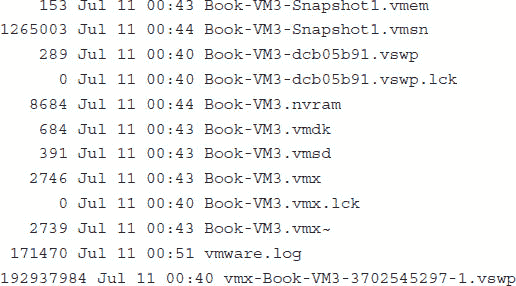 153 Jul 11 00:43 Book-VM3-Snapshot1.vmem
1265003 Jul 11 00:44 Book-VM3-Snapshot1.vmsn
289 Jul 11 00:40 Book-VM3-dcb05b91.vswp
0 Jul 11 00:40 Book-VM3-dcb05b91.vswp.lck
8684 Jul 11 00:44 Book-VM3.nvram
684 Jul 11 00:43 Book-VM3.vmdk
391 Jul 11 00:43 Book-VM3.vmsd
2746 Jul 11 00:43 Book-VM3.vmx
0 Jul 11 00:40 Book-VM3.vmx.lck
2739 Jul 11 00:43 Book-VM3.vmx~
171470 Jul 11 00:51 vmware.log
192937984 Jul 11 00:40 vmx-Book-VM3-3702545297-1.vswp